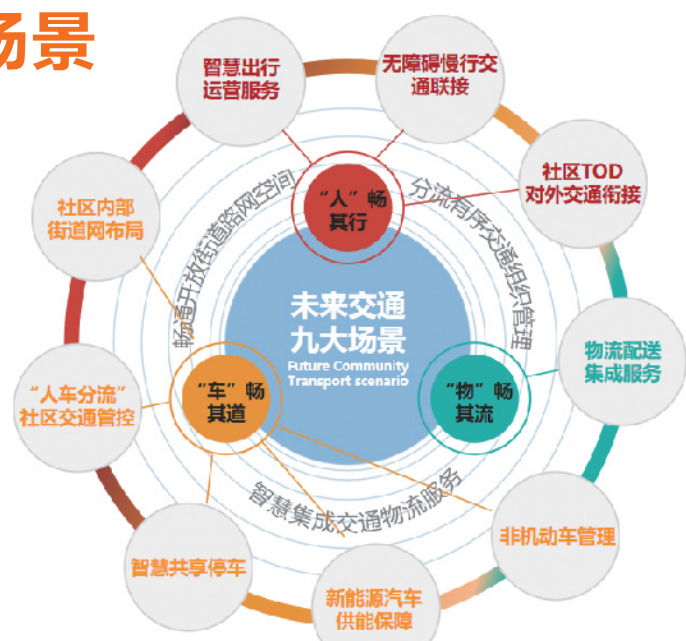 场景
智慧出行
运营服务
无障碍慢行交
通联接
社区TOD
对外交通衔接
物流配送
集成服务
非机动车管理
新能源汽车
供能保障
智慧共享停车
“人车分流”
社区交通管控
社区内部
街道网布局
畅通开放街道路网空间
分流有序交通组织管理
智慧集成交通物流服务
“人”畅
其行
“车”畅
其道
“物”畅
其流
未来交通
九大场景
Future Community
Transport scenario